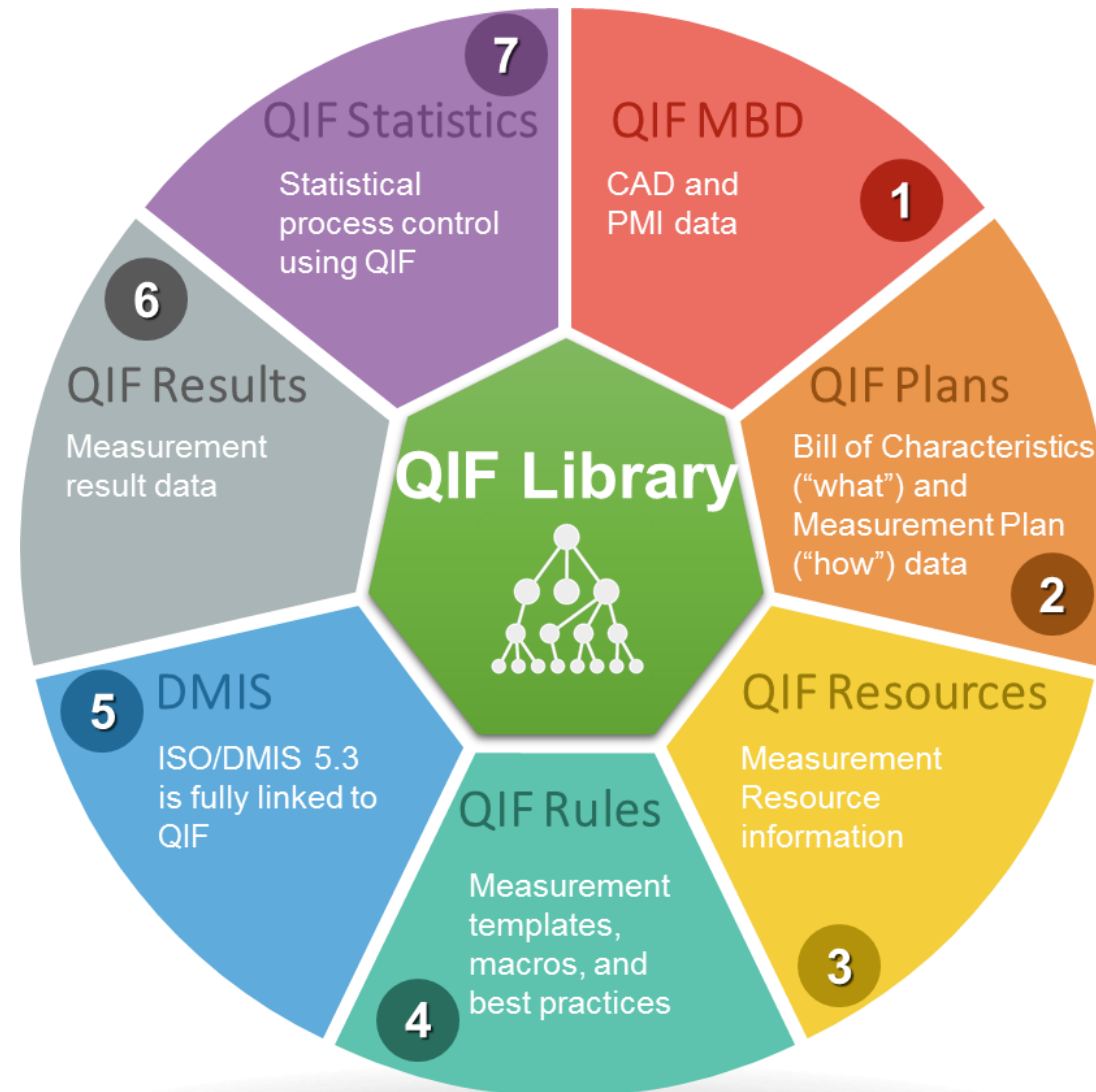 7
QIF Statistics
Statistical
process control
using QIF
QIF MBD
CAD and
PMI data
1
QIF Plans
Bill of Characteristics
(“what”) and
Measurement Plan
(“how”) data
2
QIF Resources
Measurement
Resource
information
3
QIF Rules
Measurement
templates,
macros, and
best practices
4
5
DMIS
ISO/DMIS 5.3
is fully linked to
QIF
6
QIF Results
Measurement
result data
QIF Library